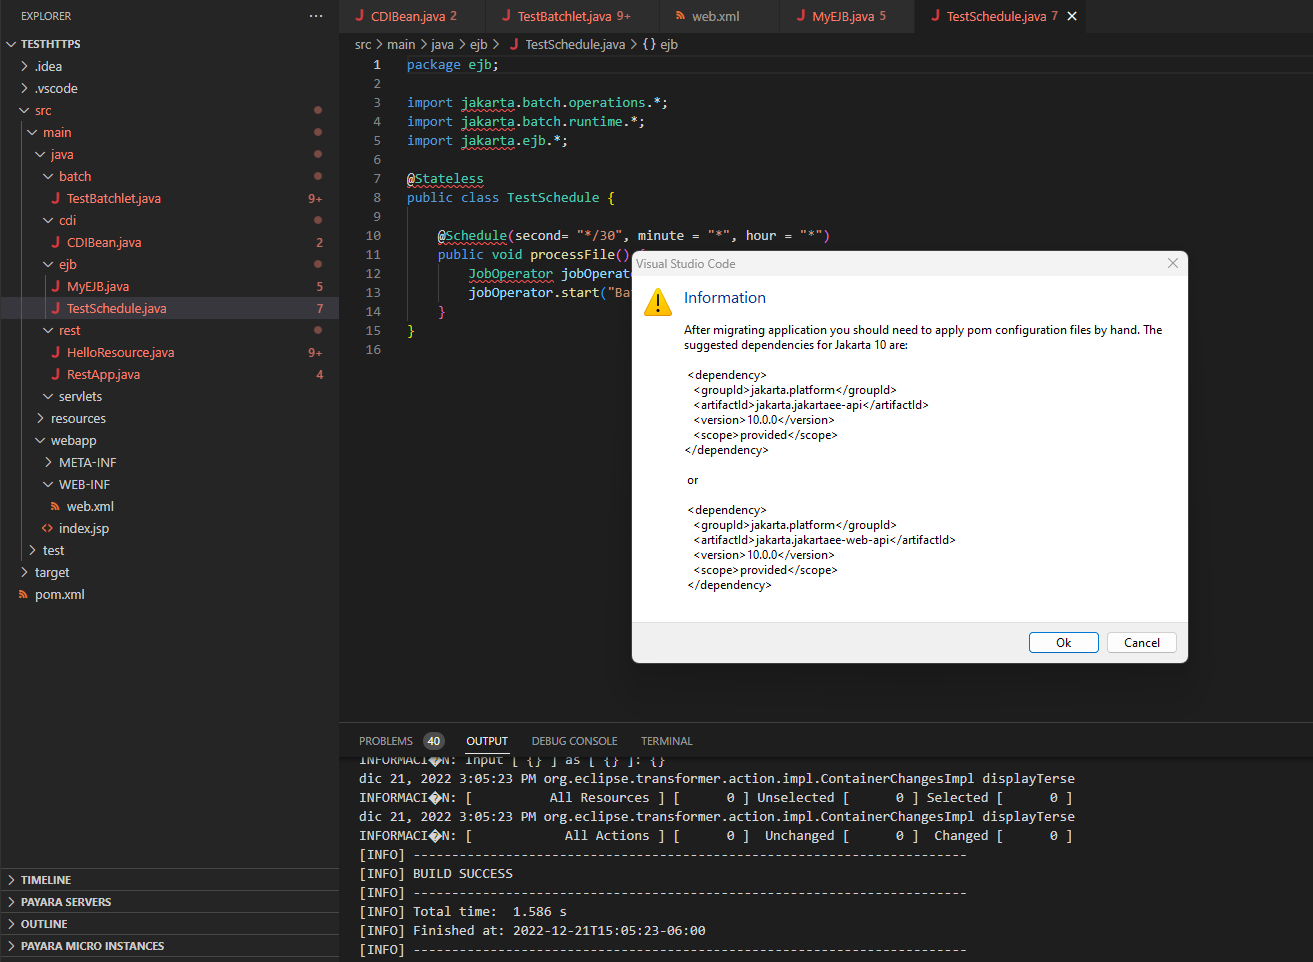 EXPLORER
TESTHTTPS
.idea
.vscode
src
main
java
batch
TestBatchlet.java 9+
cdi
CDIBean.java 2
ejb
MyEJB.java 5
TestSchedule.java 7
rest
HelloResource.java 9+
RestApp.java 4
servlets
resources
webapp
META-INF
WEB-INF
web.xml
index.jsp
test
target
pom.xml
TIMELINE
PAYARA SERVERS
OUTLINE
PAYARA MICRO INSTANCES
CDIBean.java 2 TestBatchlet.java 9+ web.xml MyEJB.java 5 TestSchedule.java 7
src > main > java > ejb > TestSchedule.java > {} ejb
1 package ejb;
2
3 import jakarta.batch.operations.*;
4 import jakarta.batch.runtime.*;
5 import jakarta.ejb.*;
6
7 @Stateless
8 public class TestSchedule {
9
10 @Schedule(second= "*/30", minute = "*", hour = "*")
11 public void processFile()
12 JobOperator jobOperat
13 jobOperator.start("Ba
14 }
15 }
16
Visual Studio Code
Information
After migrating application you should need to apply pom configuration files by hand. The
suggested dependencies for Jakarta 10 are:
<dependency>
<groupId>jakarta.platform</groupId>
<artifactId>jakarta.jakartaee-api</artifactId>
<version>10.0.0</version>
<scope>provided</scope>
</dependency>
or
<dependency>
<groupId>jakarta.platform</groupId>
<artifactId>jakarta.jakartaee-web-api</artifactId>
<version>10.0.0</version>
<scope>provided</scope>
</dependency>
Ok Cancel
PROBLEMS 40 OUTPUT DEBUG CONSOLE TERMINAL
INFORMACI�N: Input [ {} ] as [ {} ]: {}
dic 21, 2022 3:05:23 PM org.eclipse.transformer.action.impl.ContainerChangesImpl displayTerse
INFORMACI�N: [ All Resources ] [ 0 ] Unselected [ 0 ] Selected [ 0 ]
dic 21, 2022 3:05:23 PM org.eclipse.transformer.action.impl.ContainerChangesImpl displayTerse
INFORMACI�N: [ All Actions ] [ 0 ] Unchanged [ 0 ] Changed [ 0 ]
[INFO] ------------------------------------------------------------------------
[INFO] BUILD SUCCESS
[INFO] ------------------------------------------------------------------------
[INFO] Total time: 1.586 s
[INFO] Finished at: 2022-12-21T15:05:23-06:00
[INFO] ------------------------------------------------------------------------